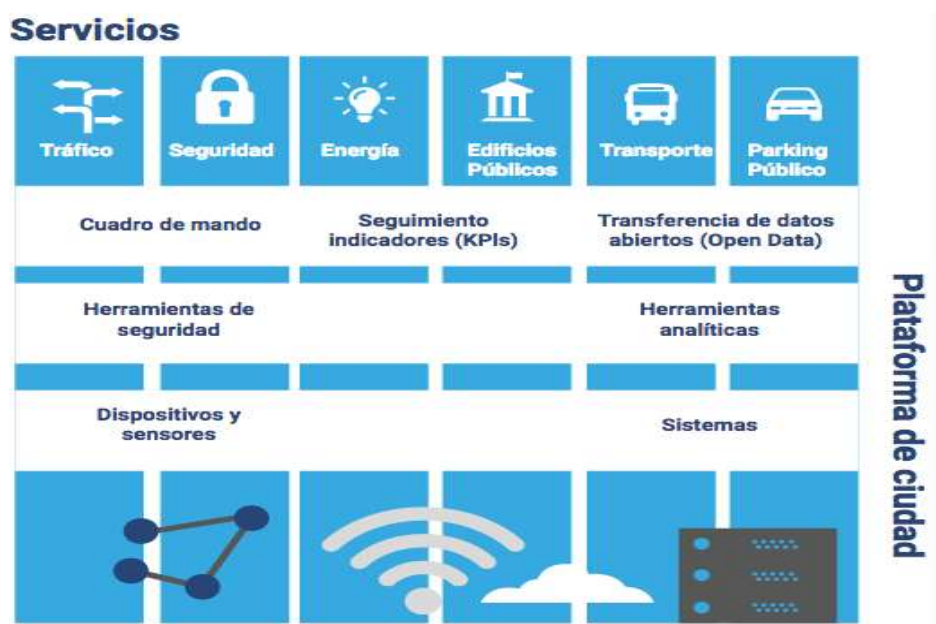 Servicios
Tráfico
Seguridad
Energía
Edificios
Públicos
Transporte
Parking
Público
Cuadro de mando
Seguimiento
indicadores (KPIs)
Transferencia de datos
abiertos (Open Data)
Herramientas de
seguridad
Herramientas
analíticas
Dispositivos y
sensores
Sistemas
Plataforma de ciudad